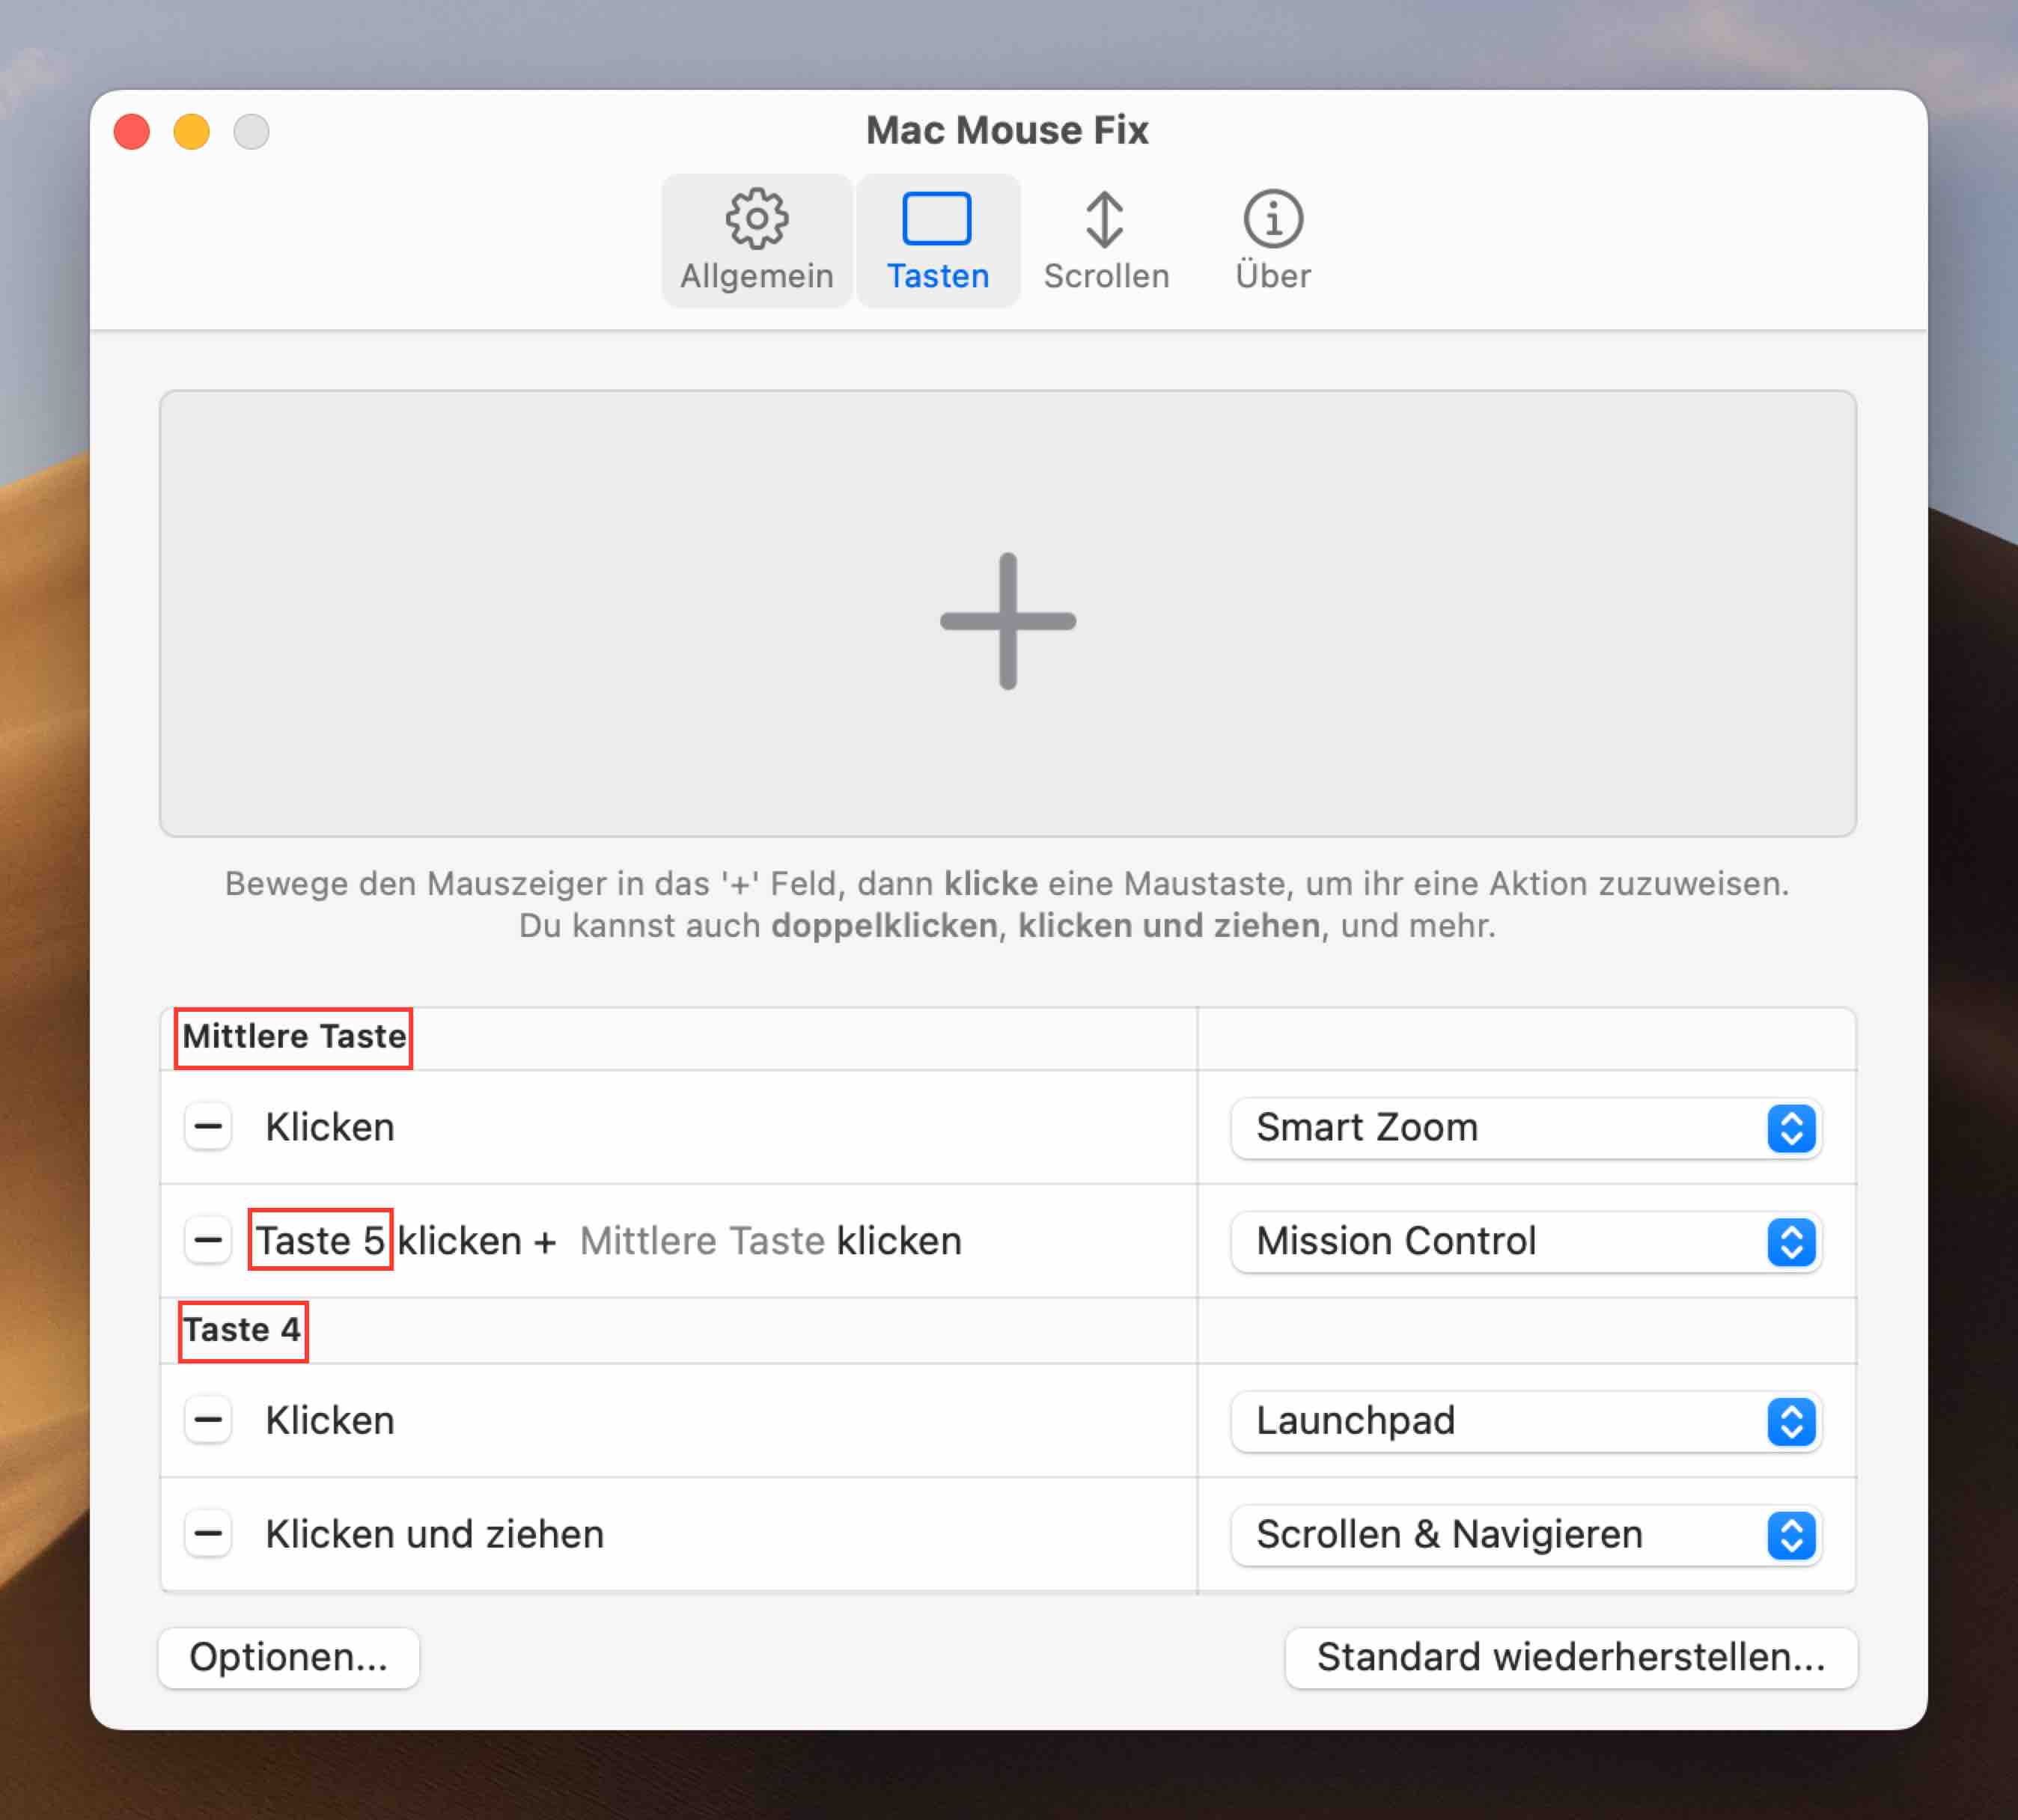 Mac Mouse Fix
Allgemein
Tasten
Scrollen
Über
Bewege den Mauszeiger in das '+' Feld, dann klicke eine Maustaste, um ihr eine Aktion zuzuweisen.
Du kannst auch doppelklicken, klicken und ziehen, und mehr.
Mittlere Taste
Klicken
Smart Zoom
Taste 5 klicken + Mittlere Taste klicken
Mission Control
Taste 4
Klicken
Launchpad
Klicken und ziehen
Scrollen & Navigieren
Optionen...
Standard wiederherstellen...